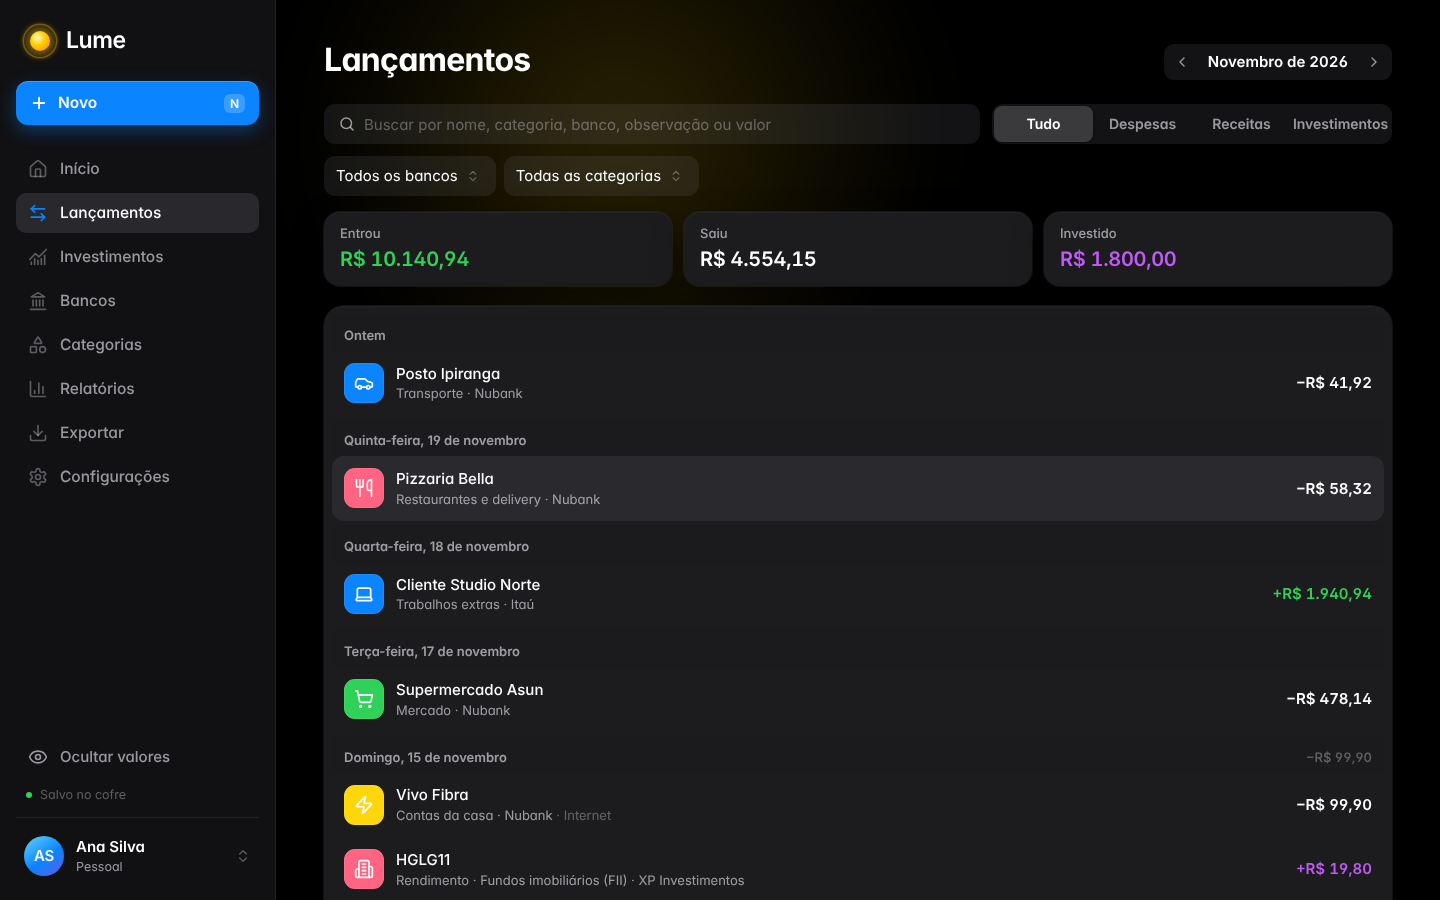 Lume
Novo N
Início
Lançamentos
Investimentos
Bancos
Categorias
Relatórios
Exportar
Configurações
Ocultar valores
Salvo no cofre
AS
Ana Silva
Pessoal
Lançamentos
Novembro de 2026
Buscar por nome, categoria, banco, observação ou valor
Tudo Despesas Receitas Investimentos
Todos os bancos Todas as categorias
Entrou
R$ 10.140,94
Saiu
R$ 4.554,15
Investido
R$ 1.800,00
Ontem
Posto Ipiranga
Transporte · Nubank
−R$ 41,92
Quinta-feira, 19 de novembro
Pizzaria Bella
Restaurantes e delivery · Nubank
−R$ 58,32
Quarta-feira, 18 de novembro
Cliente Studio Norte
Trabalhos extras · Itaú
+R$ 1.940,94
Terça-feira, 17 de novembro
Supermercado Asun
Mercado · Nubank
−R$ 478,14
Domingo, 15 de novembro −R$ 99,90
Vivo Fibra
Contas da casa · Nubank · Internet
−R$ 99,90
HGLG11
Rendimento · Fundos imobiliários (FII) · XP Investimentos
+R$ 19,80